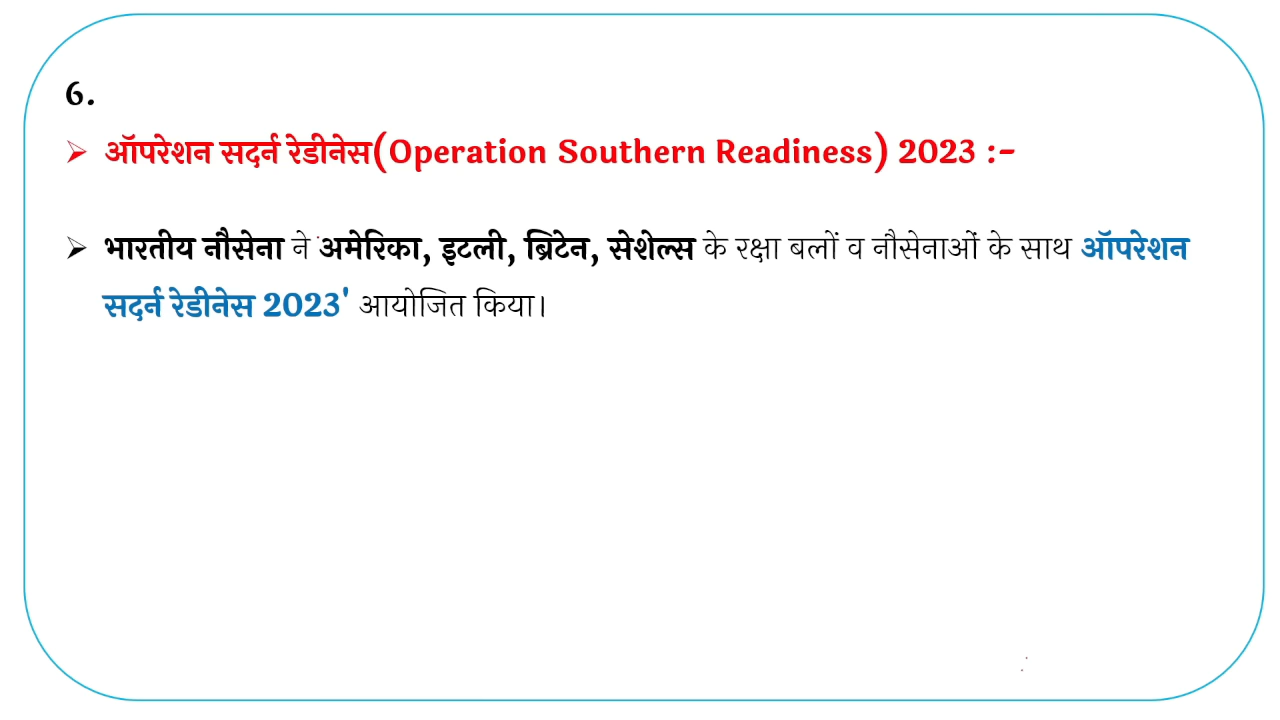 6.
➢ ऑपरेशन सदर्न रेडीनेस(Operation Southern Readiness) 2023 :-
➢ भारतीय नौसेना ने अमेरिका, इटली, ब्रिटेन, सेशेल्स के रक्षा बलों व नौसेनाओं के साथ ऑपरेशन
सदर्न रेडीनेस 2023' आयोजित किया।